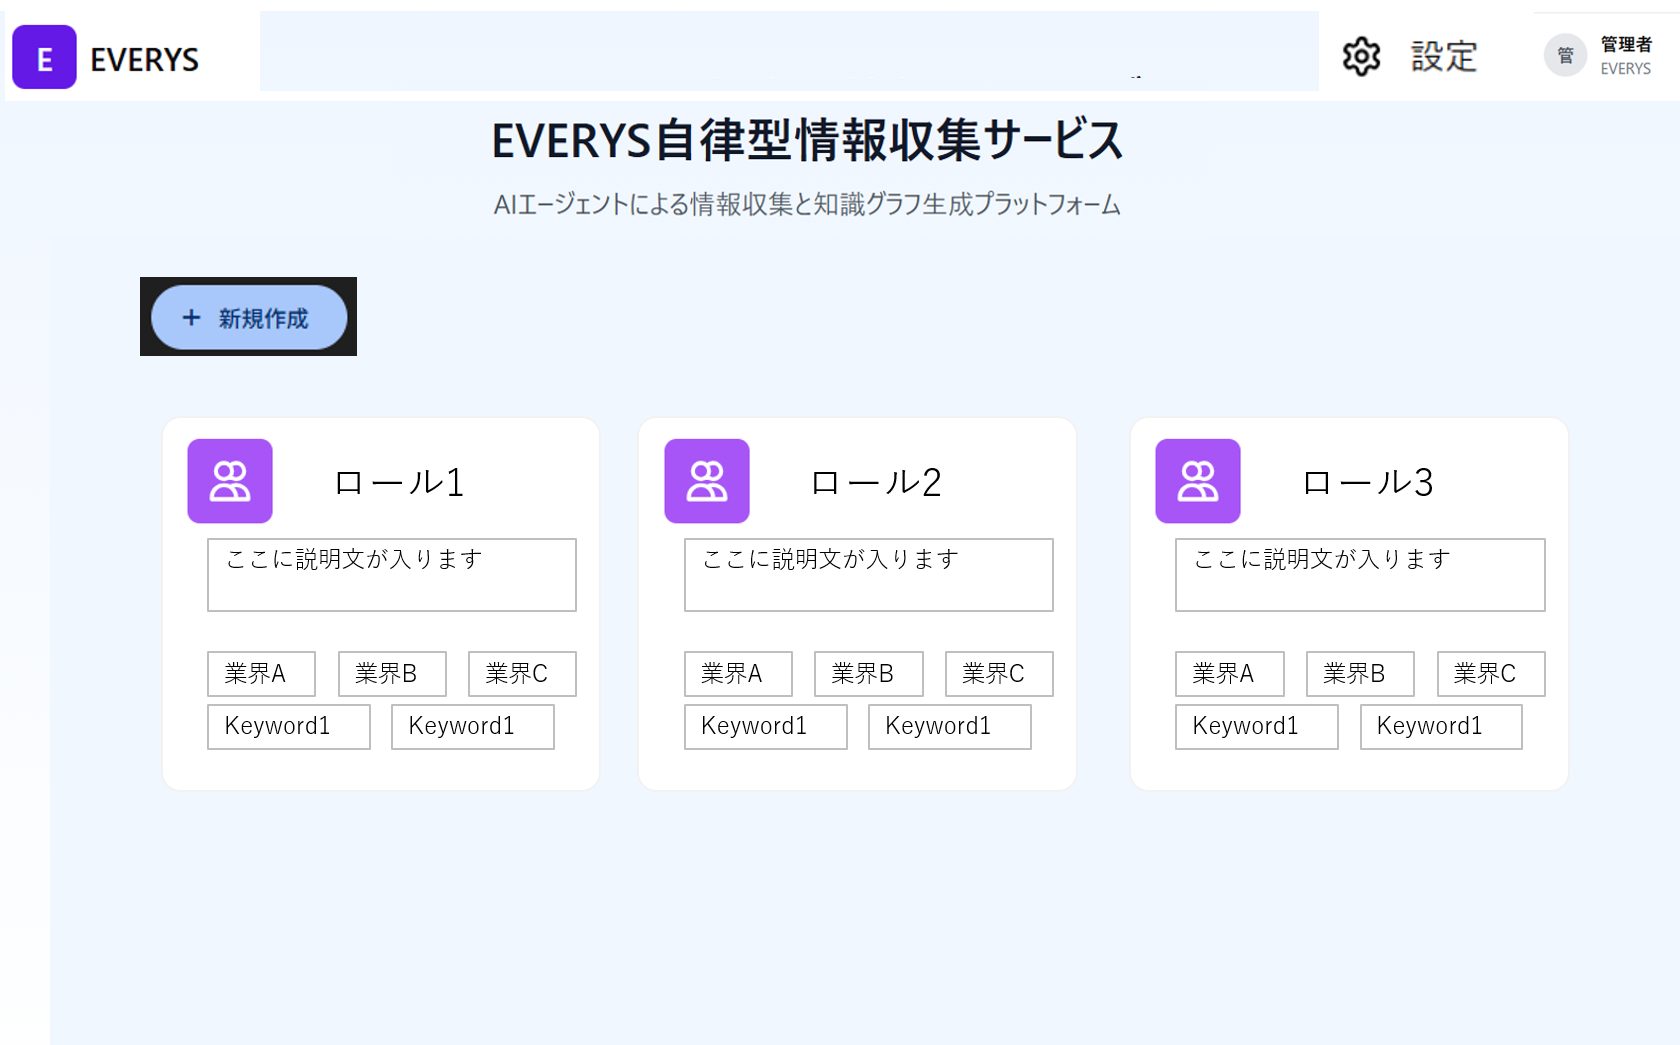 E EVERYS 設定 管 管理者
EVERYS
EVERYS自律型情報収集サービス
AIエージェントによる情報収集と知識グラフ生成プラットフォーム
+ 新規作成
ロール1
ここに説明文が入ります
業界A 業界B 業界C
Keyword1 Keyword1
ロール2
ここに説明文が入ります
業界A 業界B 業界C
Keyword1 Keyword1
ロール3
ここに説明文が入ります
業界A 業界B 業界C
Keyword1 Keyword1